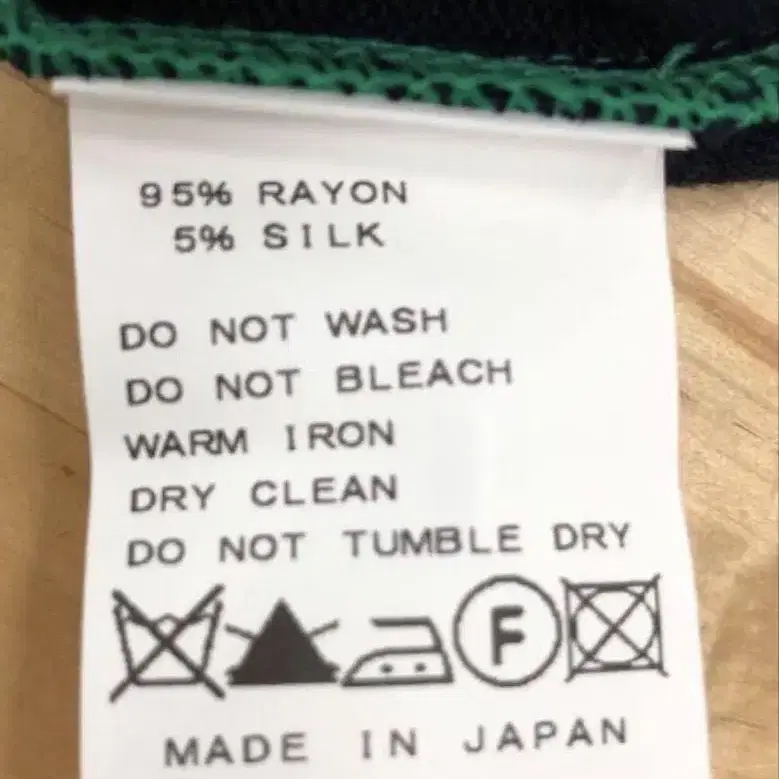 95% RAYON
5% SILK
DO NOT WASH
DO NOT BLEACH
WARM IRON
DRY CLEAN
DO NOT TUMBLE DRY
F
MADE IN JAPAN